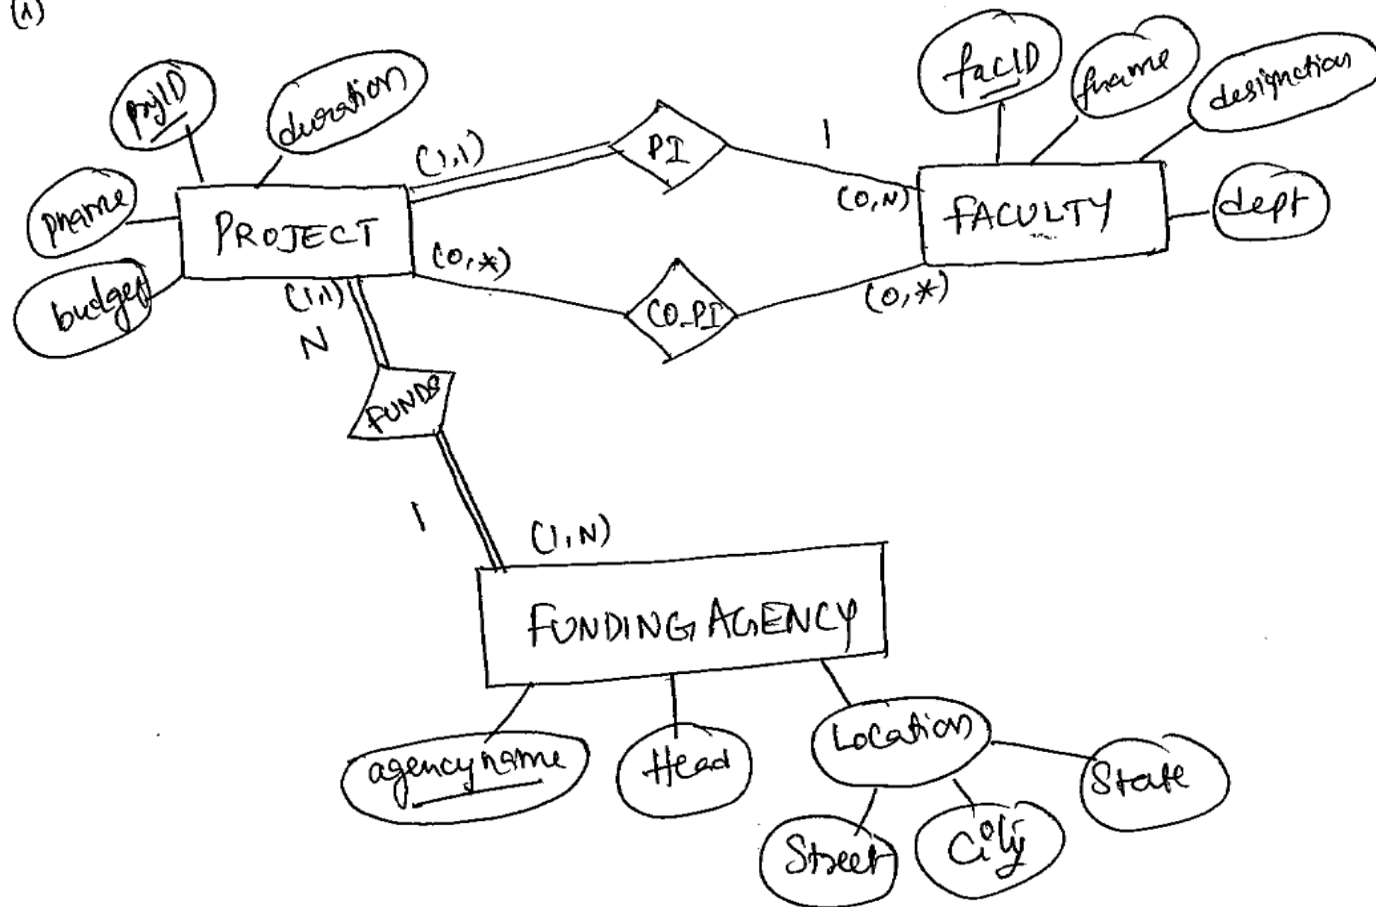 (1)
prjID
duration
pname
budget
PROJECT
(1,1)
PI
1
(0,N)
facID
fname
designation
FACULTY
dept
(0,*)
CO_PI
(0,*)
(1,1)
N
FUNDS
1
(1,N)
FUNDING AGENCY
agencyname
Head
Location
Street
City
State